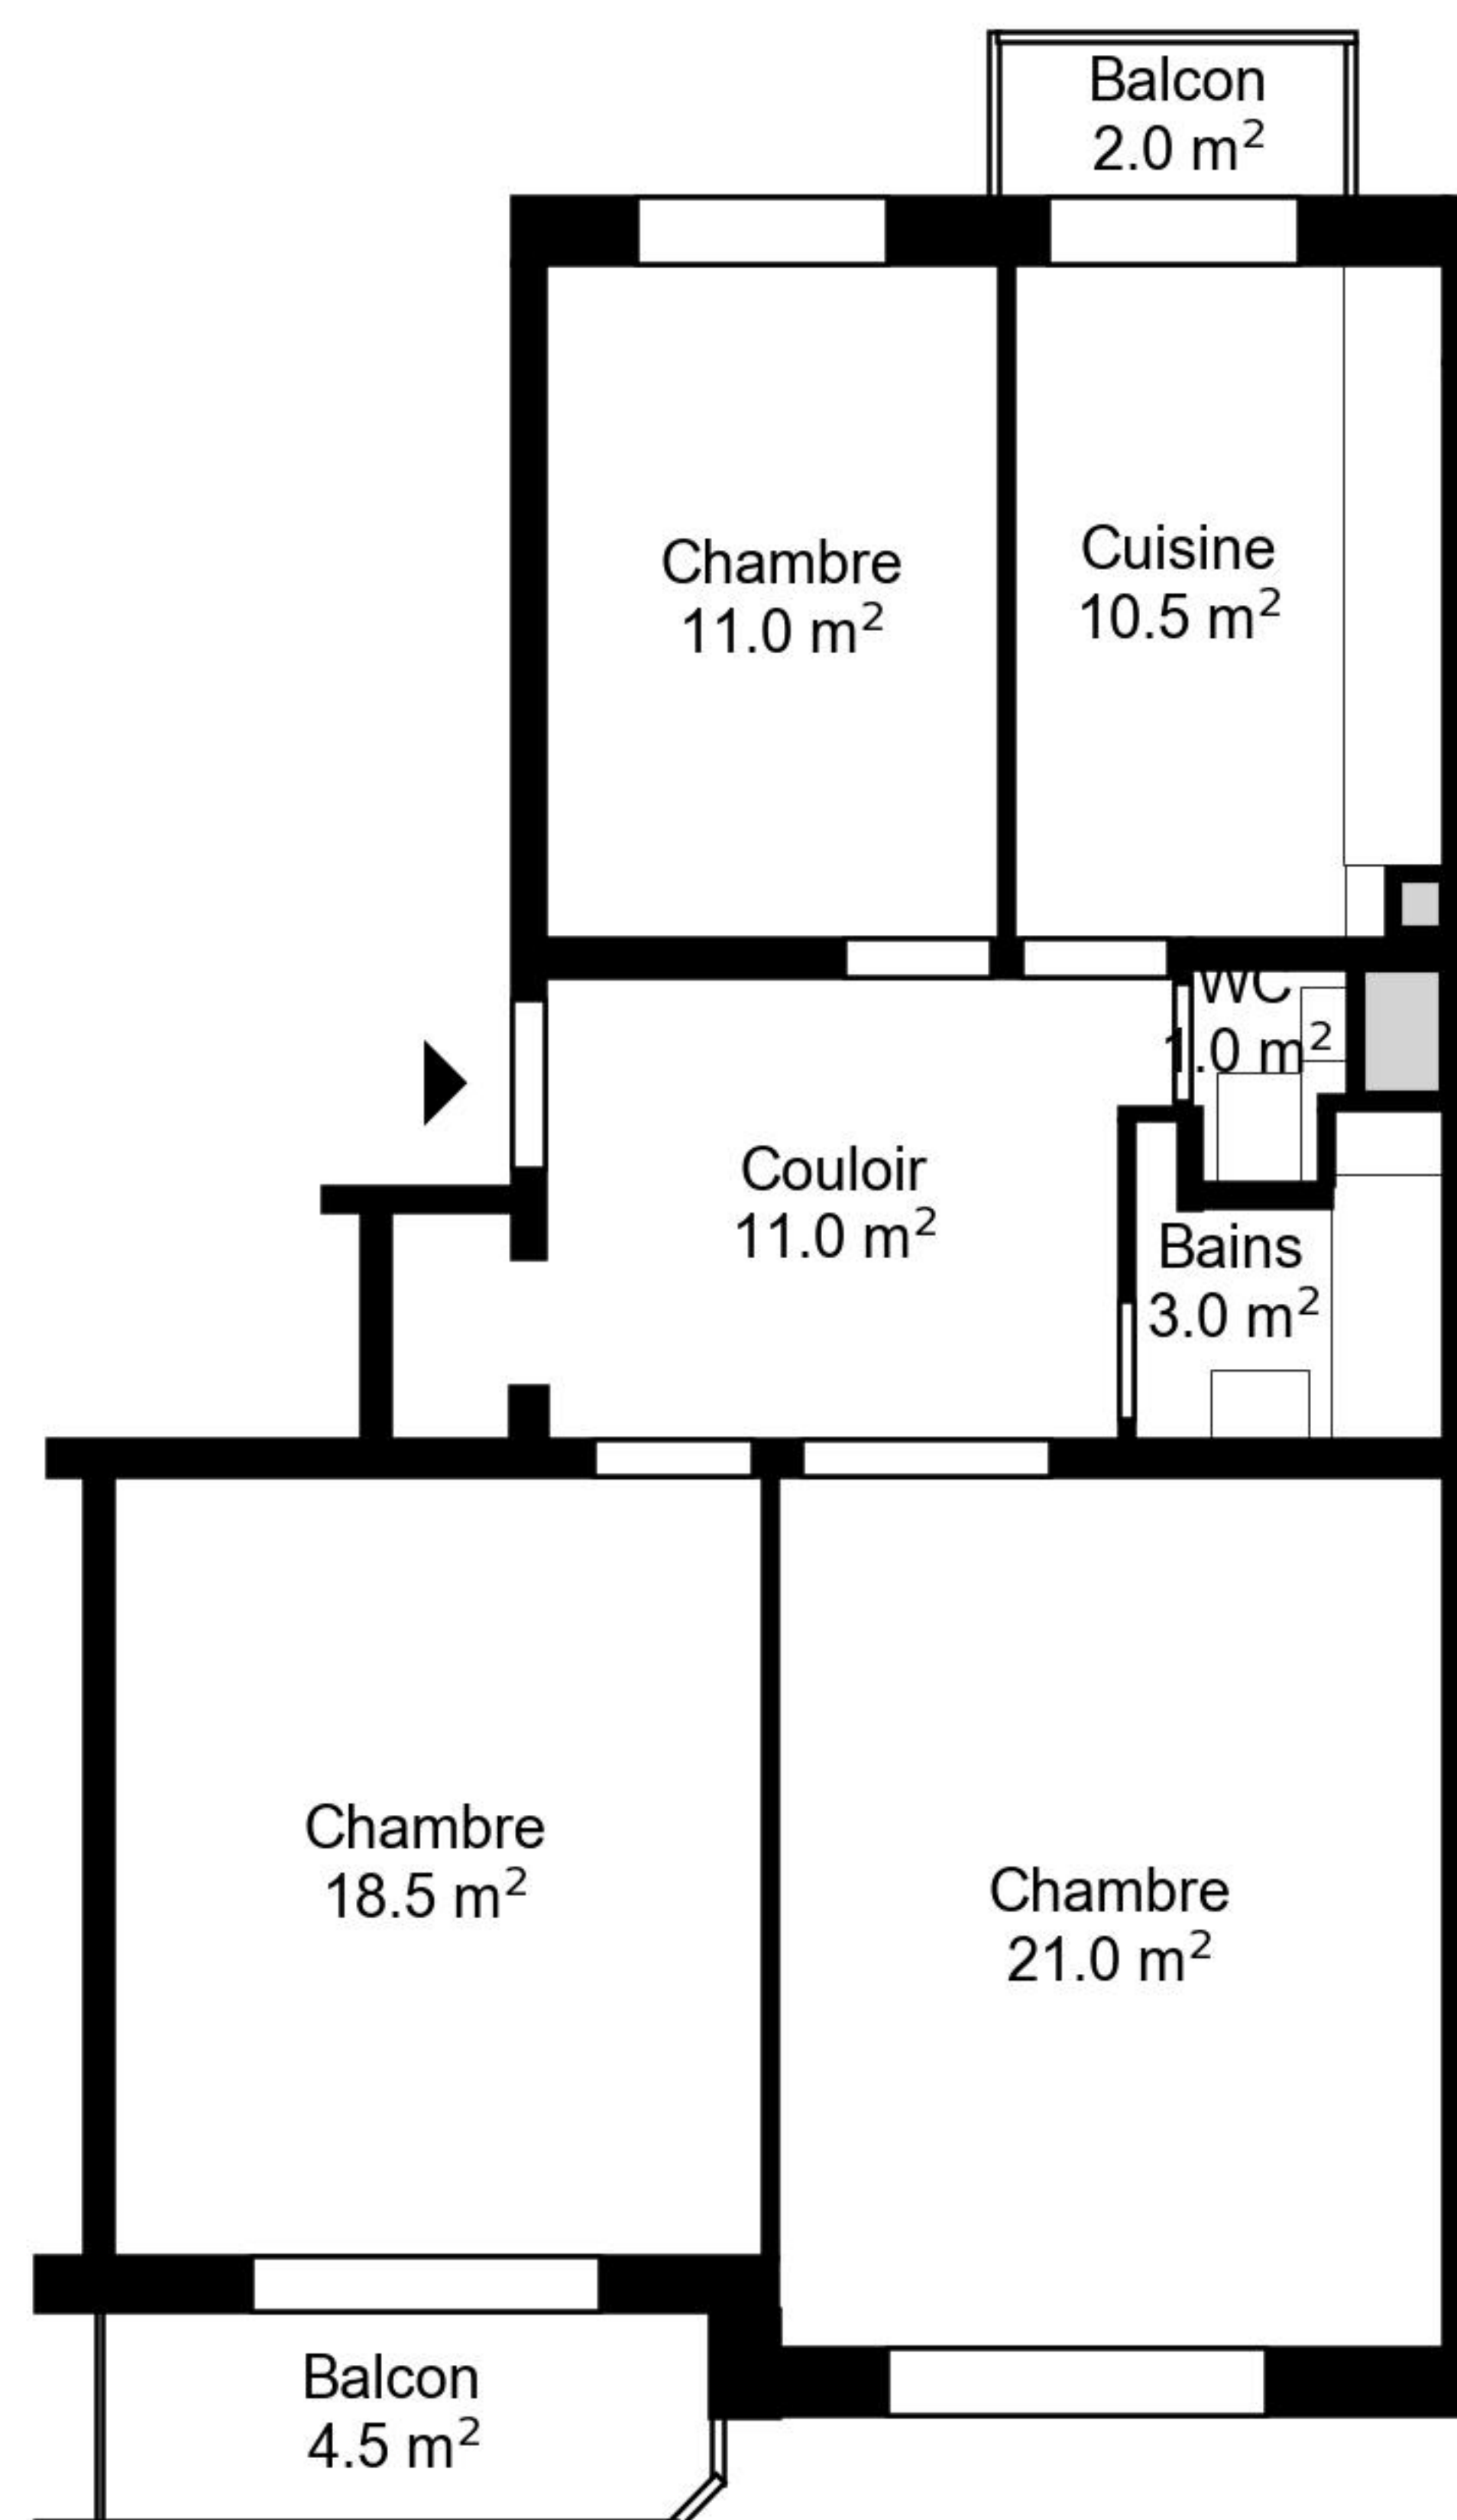 Balcon
2.0 m²
Chambre
11.0 m²
Cuisine
10.5 m²
WC
1.0 m²
Couloir
11.0 m²
Bains
3.0 m²
Chambre
18.5 m²
Chambre
21.0 m²
Balcon
4.5 m²